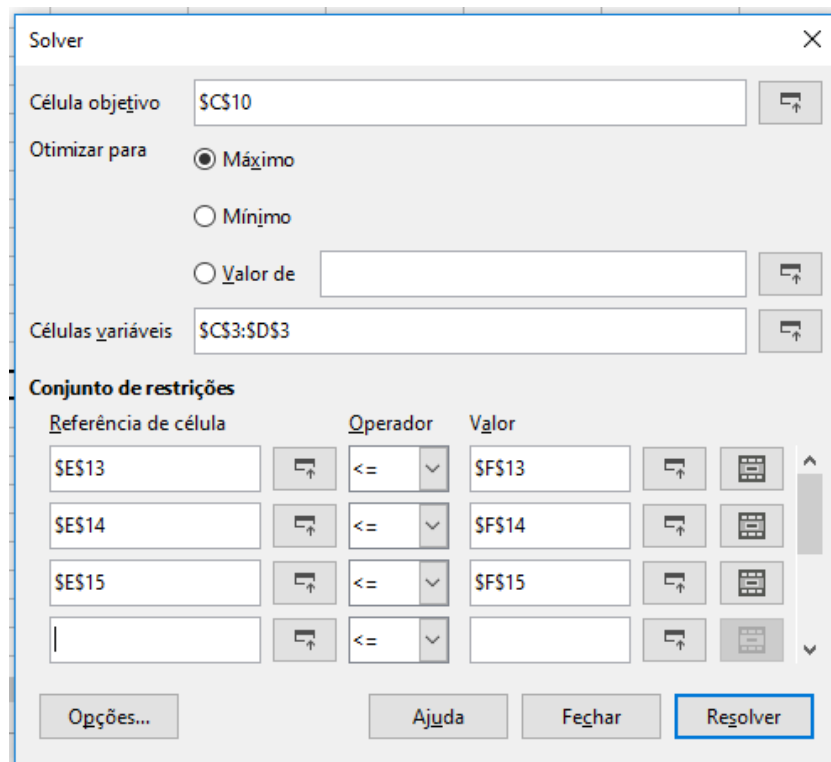 Solver
Célula objetivo $C$10
Otimizar para Máximo
Mínimo
Valor de
Células variáveis $C$3:$D$3
Conjunto de restrições
Referência de célula Operador Valor
$E$13 <= $F$13
$E$14 <= $F$14
$E$15 <= $F$15
<=
Opções... Ajuda Fechar Resolver